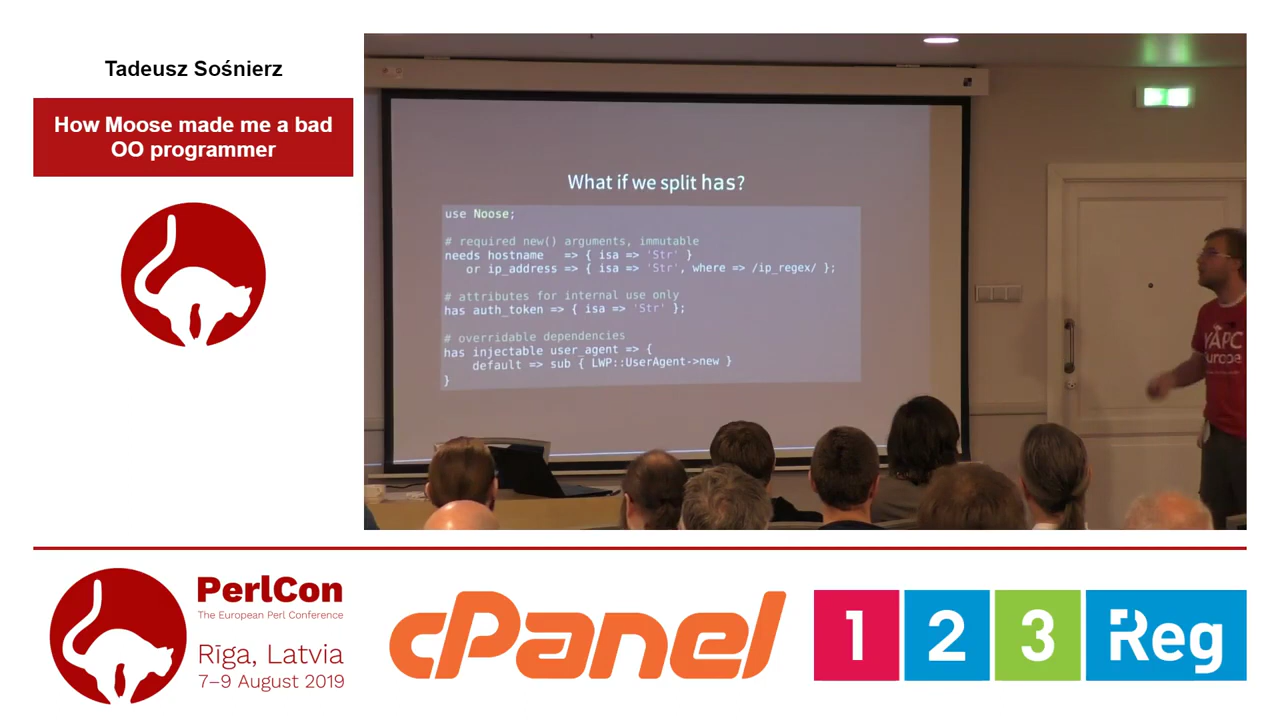 Tadeusz Sośnierz
How Moose made me a bad
OO programmer
What if we split has?
use Noose;
# required new() arguments, immutable
needs hostname => { isa => 'Str' }
or ip_address => { isa => 'Str', where => /ip_regex/ };
# attributes for internal use only
has auth_token => { isa => 'Str' };
# overridable dependencies
has injectable user_agent => {
default => sub { LWP::UserAgent->new }
}
YAPC
Europe
PerlCon
The European Perl Conference
Rīga, Latvia
7–9 August 2019
cPanel
123 Reg